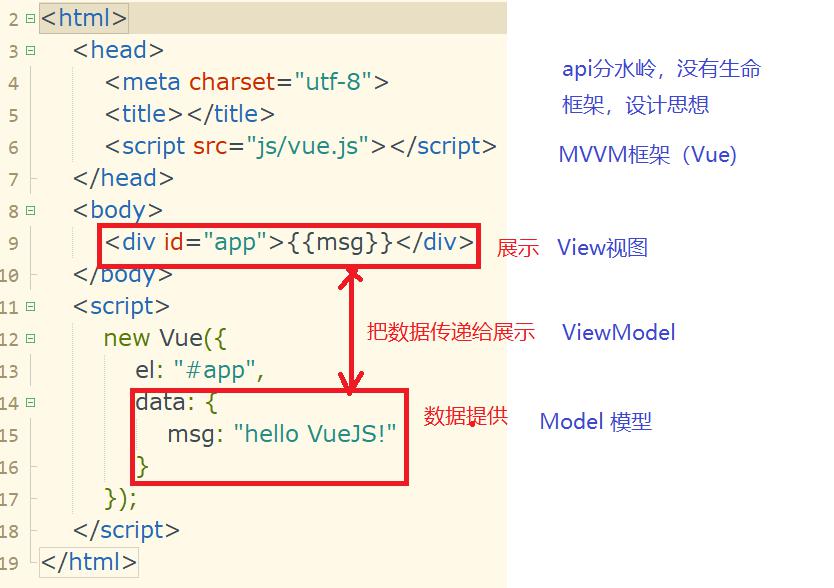 2 <html>
3 <head>
4 <meta charset="utf-8">
5 <title></title>
6 <script src="js/vue.js"></script>
7 </head>
8 <body>
9 <div id="app">{{msg}}</div>
10 </body>
11 <script>
12 new Vue({
13 el: "#app",
14 data: {
15 msg: "hello VueJS!"
16 }
17 });
18 </script>
19 </html>
api分水岭，没有生命
框架，设计思想
MVVM框架（Vue)
展示 View视图
把数据传递给展示 ViewModel
数据提供 Model 模型